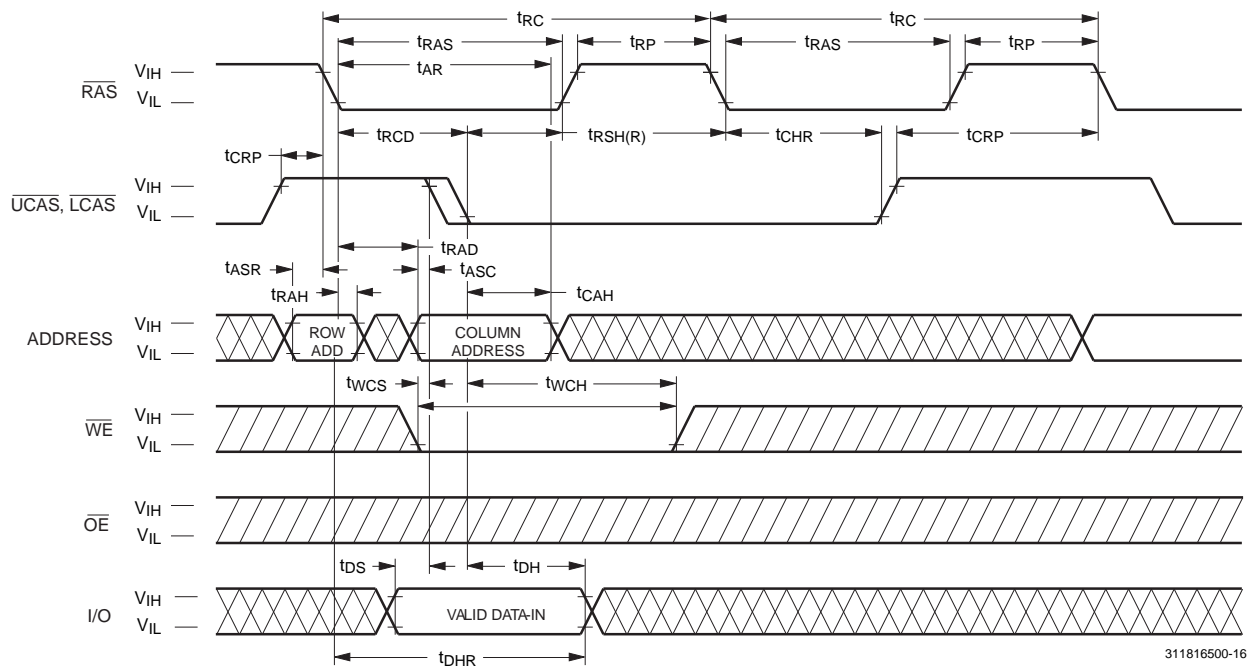 tRC tRC
tRAS tRP tRAS tRP
tAR
VIH
RAS
VIL
tRCD tRSH(R) tCHR tCRP
tCRP
VIH
UCAS, LCAS
VIL
tRAD
tASR tASC
tRAH tCAH
VIH
ADDRESS ROW ADD COLUMN ADDRESS
VIL
tWCS tWCH
VIH
WE
VIL
VIH
OE
VIL
tDS tDH
VIH
I/O VALID DATA-IN
VIL
tDHR
311816500-16